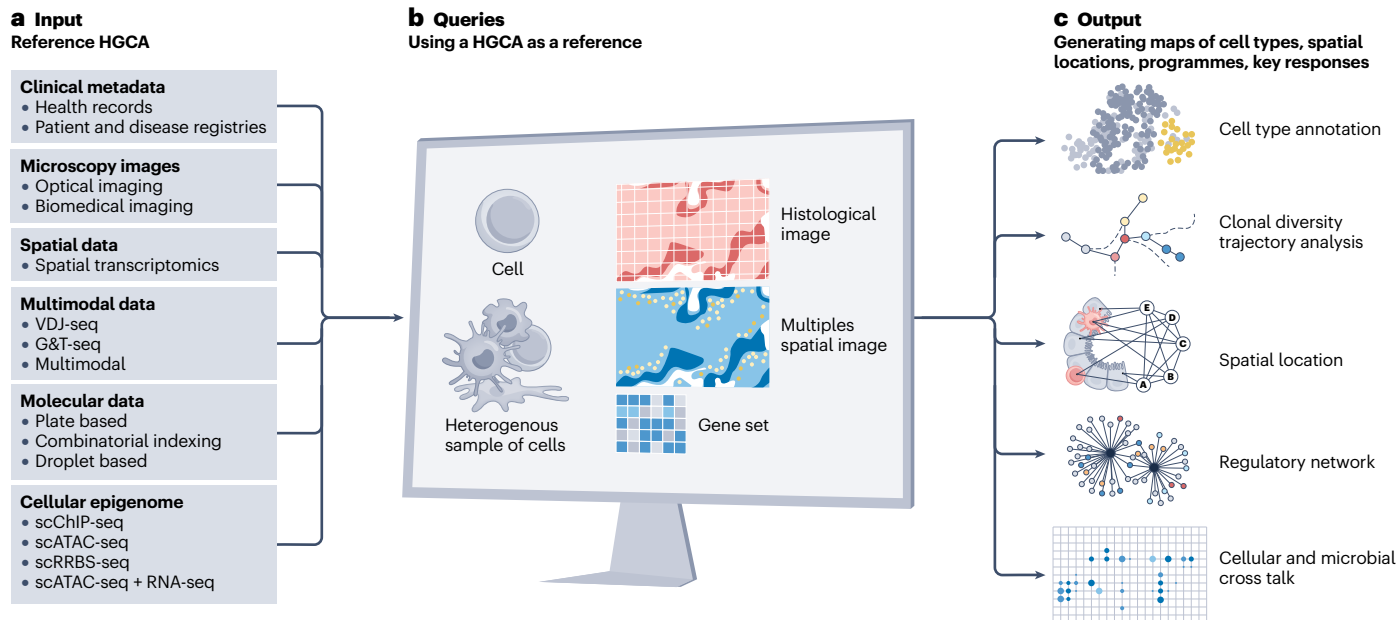 a Input
Reference HGCA
Clinical metadata
• Health records
• Patient and disease registries
Microscopy images
• Optical imaging
• Biomedical imaging
Spatial data
• Spatial transcriptomics
Multimodal data
• VDJ-seq
• G&T-seq
• Multimodal
Molecular data
• Plate based
• Combinatorial indexing
• Droplet based
Cellular epigenome
• scChIP-seq
• scATAC-seq
• scRRBS-seq
• scATAC-seq + RNA-seq
b Queries
Using a HGCA as a reference
Cell
Heterogenous
sample of cells
Histological
image
Multiples
spatial image
Gene set
c Output
Generating maps of cell types, spatial
locations, programmes, key responses
Cell type annotation
Clonal diversity
trajectory analysis
E
D
C
B
A
Spatial location
Regulatory network
Cellular and microbial
cross talk